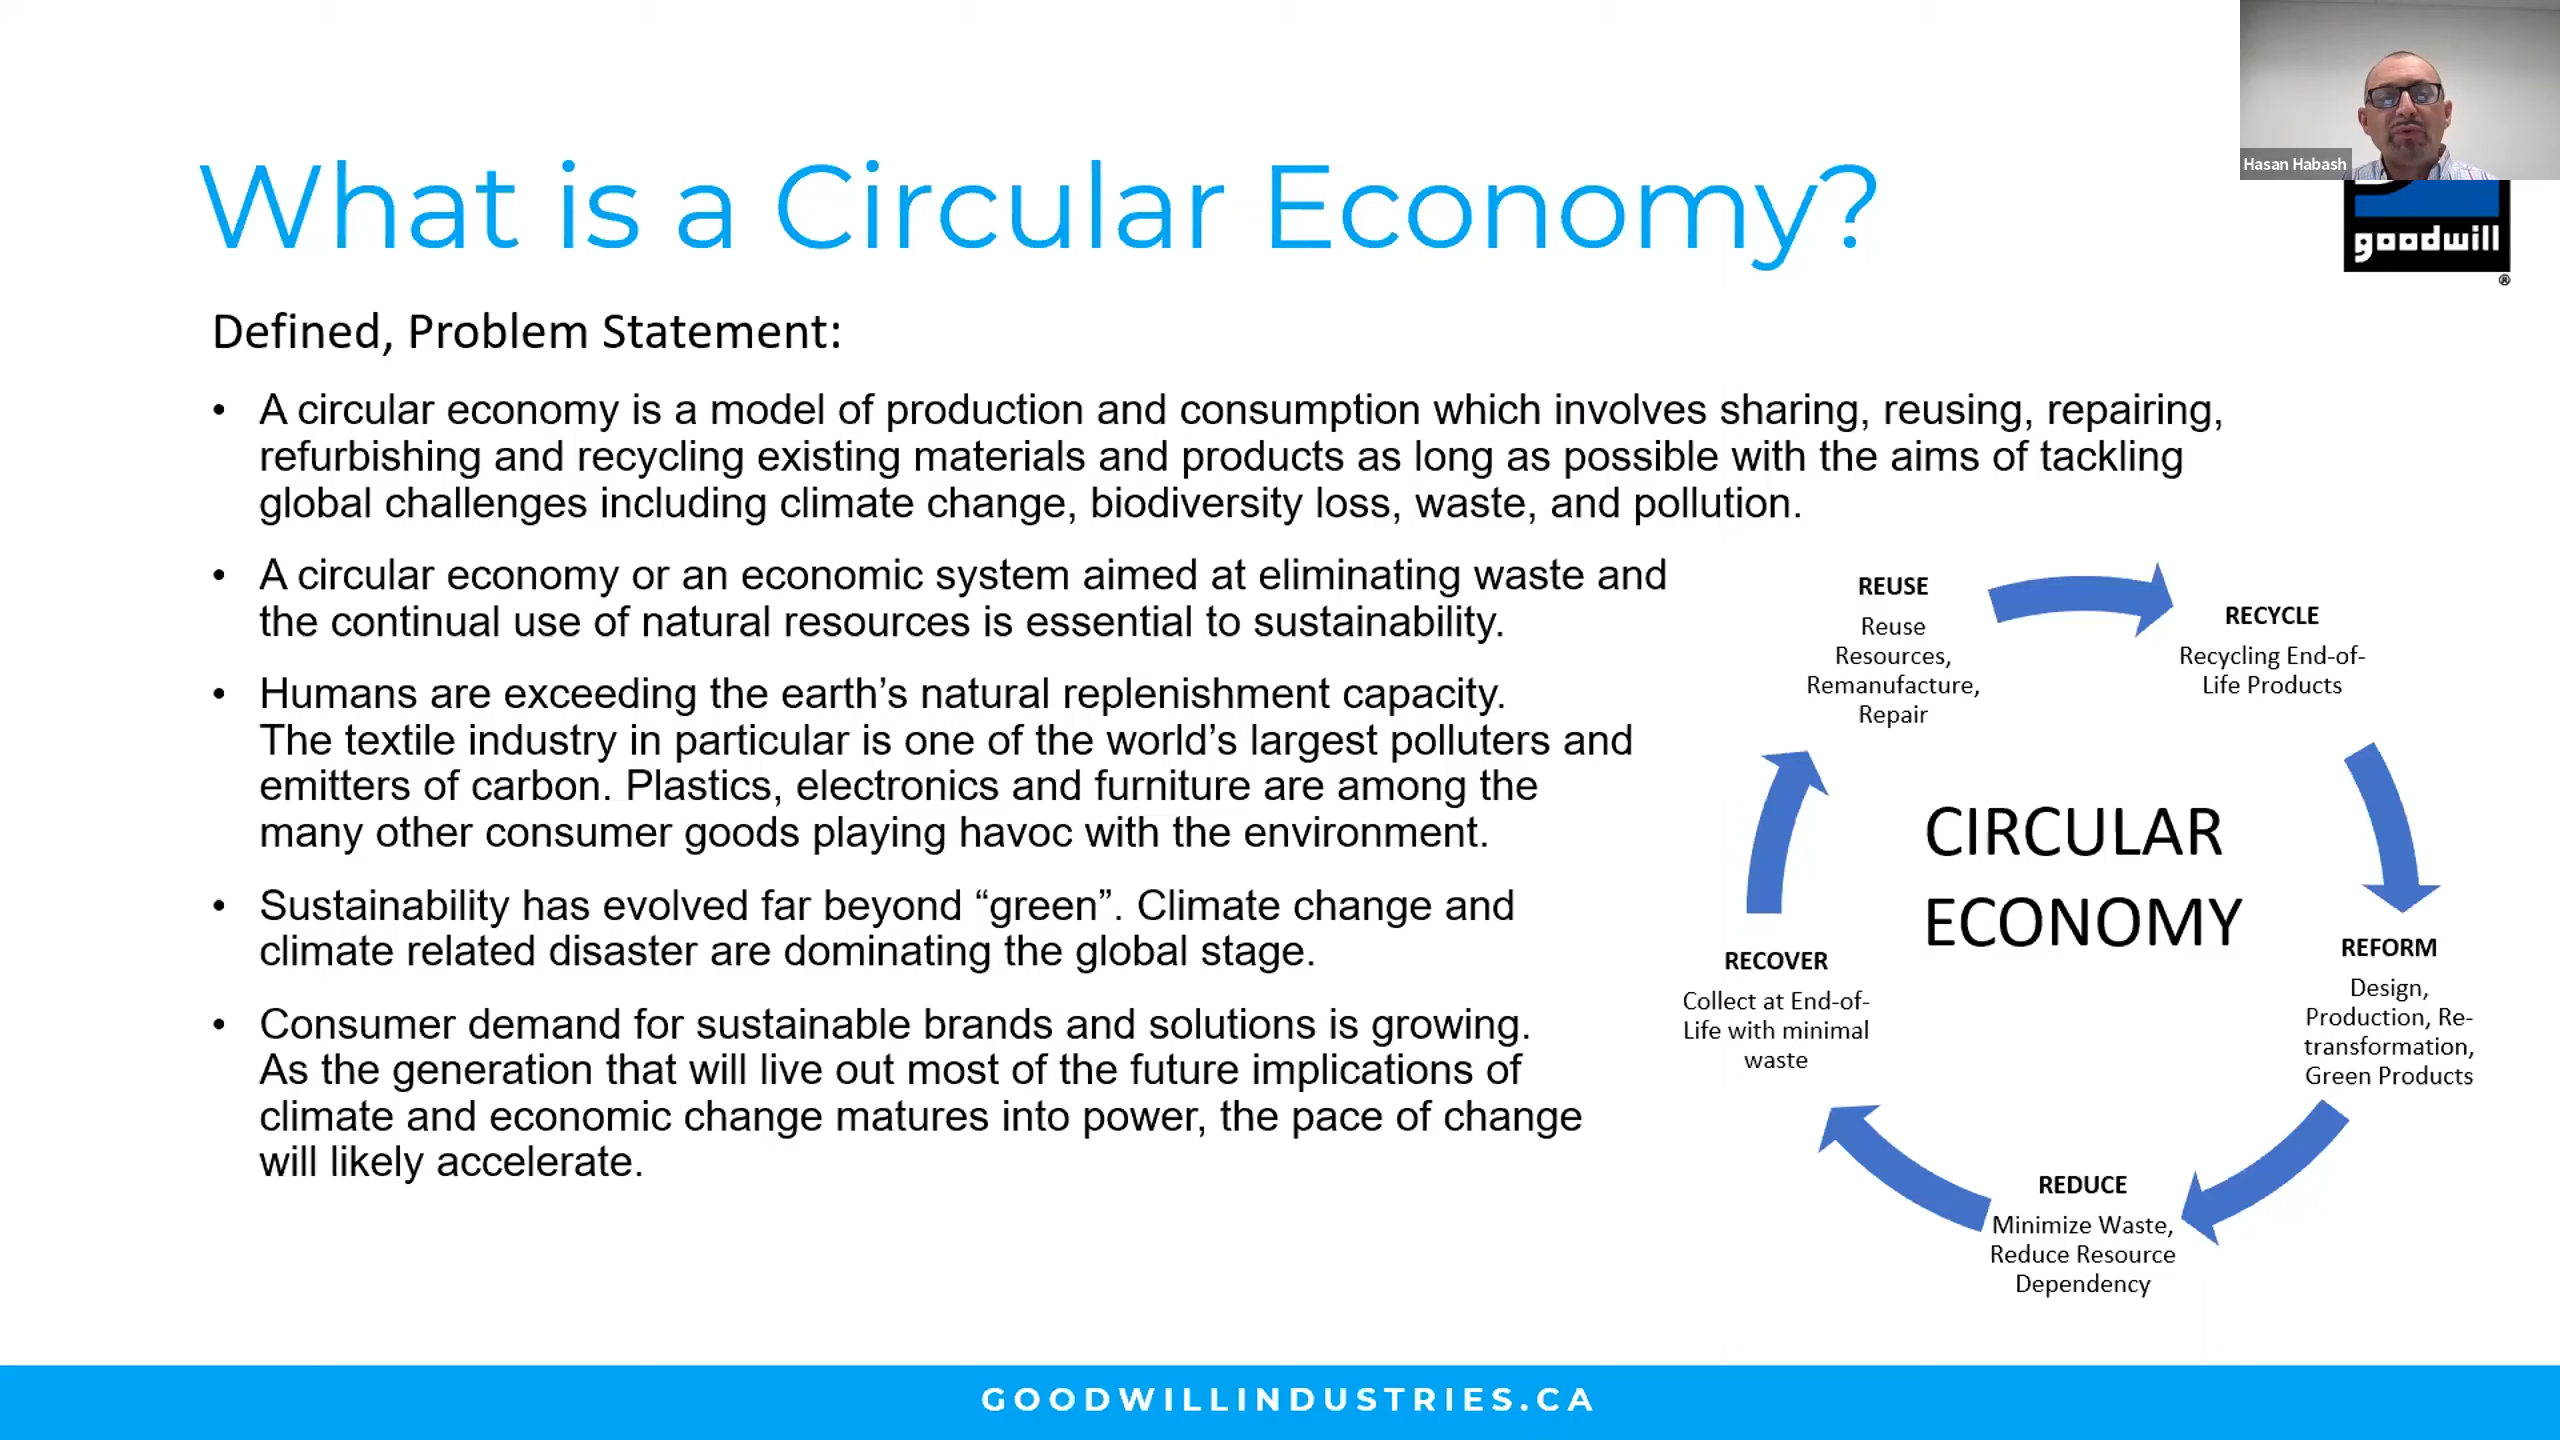 Hasan Habash
goodwill
®
What is a Circular Economy?
Defined, Problem Statement:
• A circular economy is a model of production and consumption which involves sharing, reusing, repairing,
refurbishing and recycling existing materials and products as long as possible with the aims of tackling
global challenges including climate change, biodiversity loss, waste, and pollution.
• A circular economy or an economic system aimed at eliminating waste and
the continual use of natural resources is essential to sustainability.
• Humans are exceeding the earth’s natural replenishment capacity.
The textile industry in particular is one of the world’s largest polluters and
emitters of carbon. Plastics, electronics and furniture are among the
many other consumer goods playing havoc with the environment.
• Sustainability has evolved far beyond “green”. Climate change and
climate related disaster are dominating the global stage.
• Consumer demand for sustainable brands and solutions is growing.
As the generation that will live out most of the future implications of
climate and economic change matures into power, the pace of change
will likely accelerate.
REUSE
Reuse
Resources,
Remanufacture,
Repair
RECYCLE
Recycling End-of-
Life Products
CIRCULAR
ECONOMY
REFORM
Design,
Production, Re-
transformation,
Green Products
REDUCE
Minimize Waste,
Reduce Resource
Dependency
RECOVER
Collect at End-of-
Life with minimal
waste
GOODWILLINDUSTRIES.CA